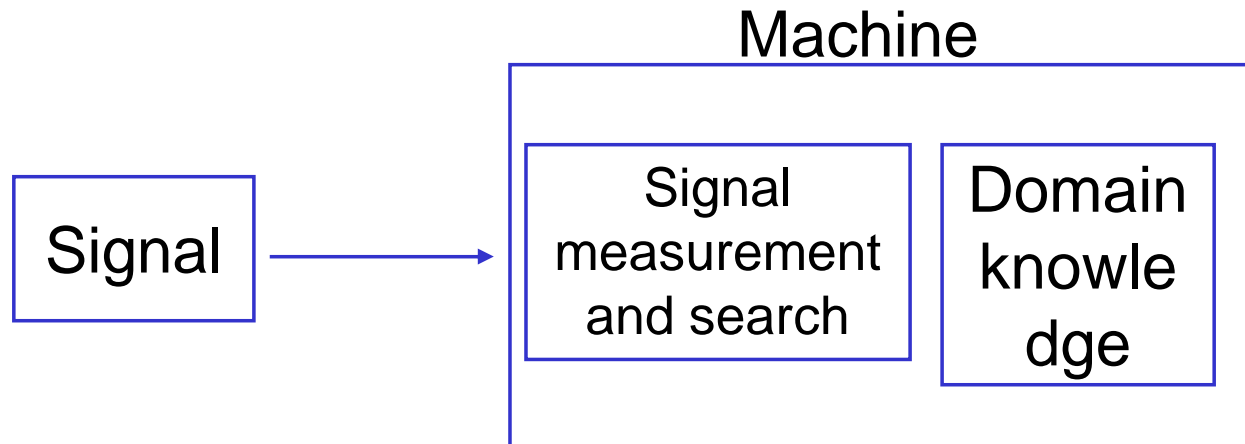 Machine
Signal
Signal
measurement
and search
Domain
knowle
dge